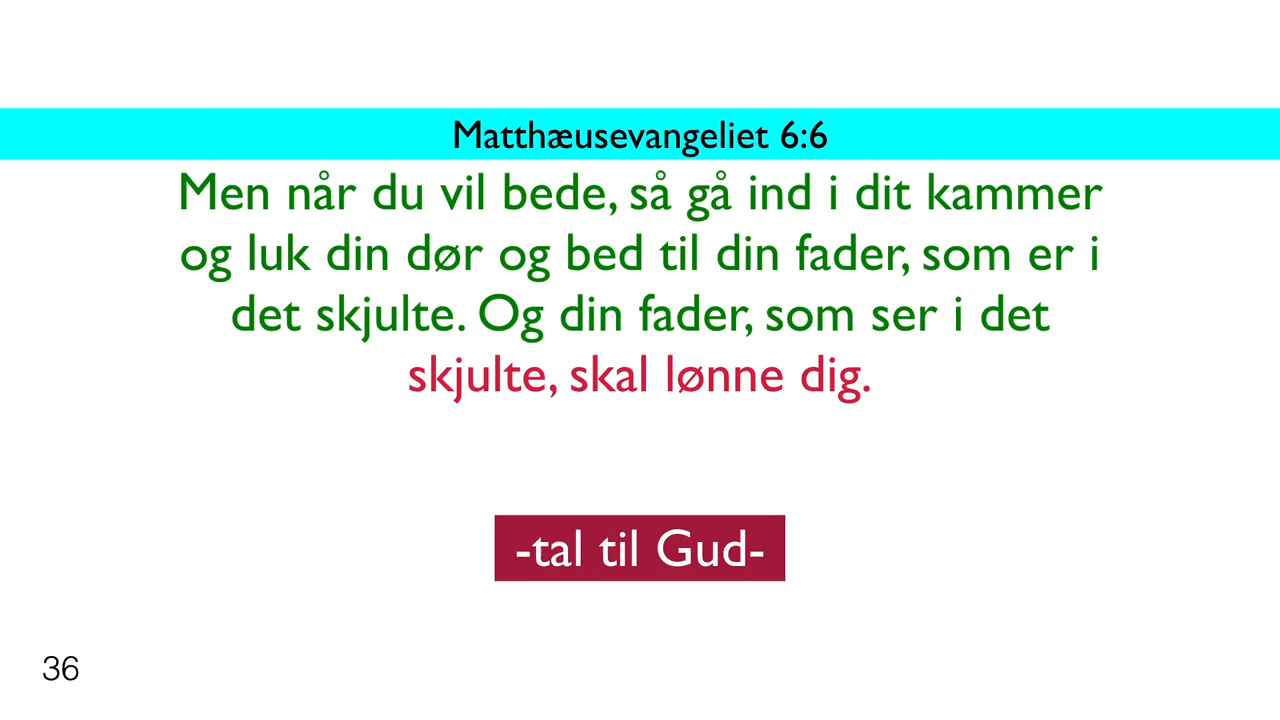 Matthæusevangeliet 6:6
Men når du vil bede, så gå ind i dit kammer
og luk din dør og bed til din fader, som er i
det skjulte. Og din fader, som ser i det
skjulte, skal lønne dig.
-tal til Gud-
36